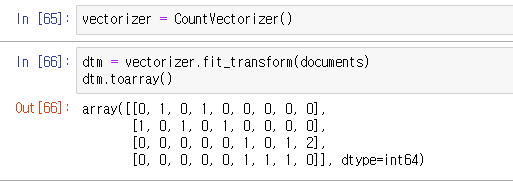 In [65]: vectorizer = CountVectorizer()
In [66]: dtm = vectorizer.fit_transform(documents)
dtm.toarray()
Out[66]: array([[0, 1, 0, 1, 0, 0, 0, 0, 0],
[1, 0, 1, 0, 1, 0, 0, 0, 0],
[0, 0, 0, 0, 0, 1, 0, 1, 2],
[0, 0, 0, 0, 0, 1, 1, 1, 0]], dtype=int64)